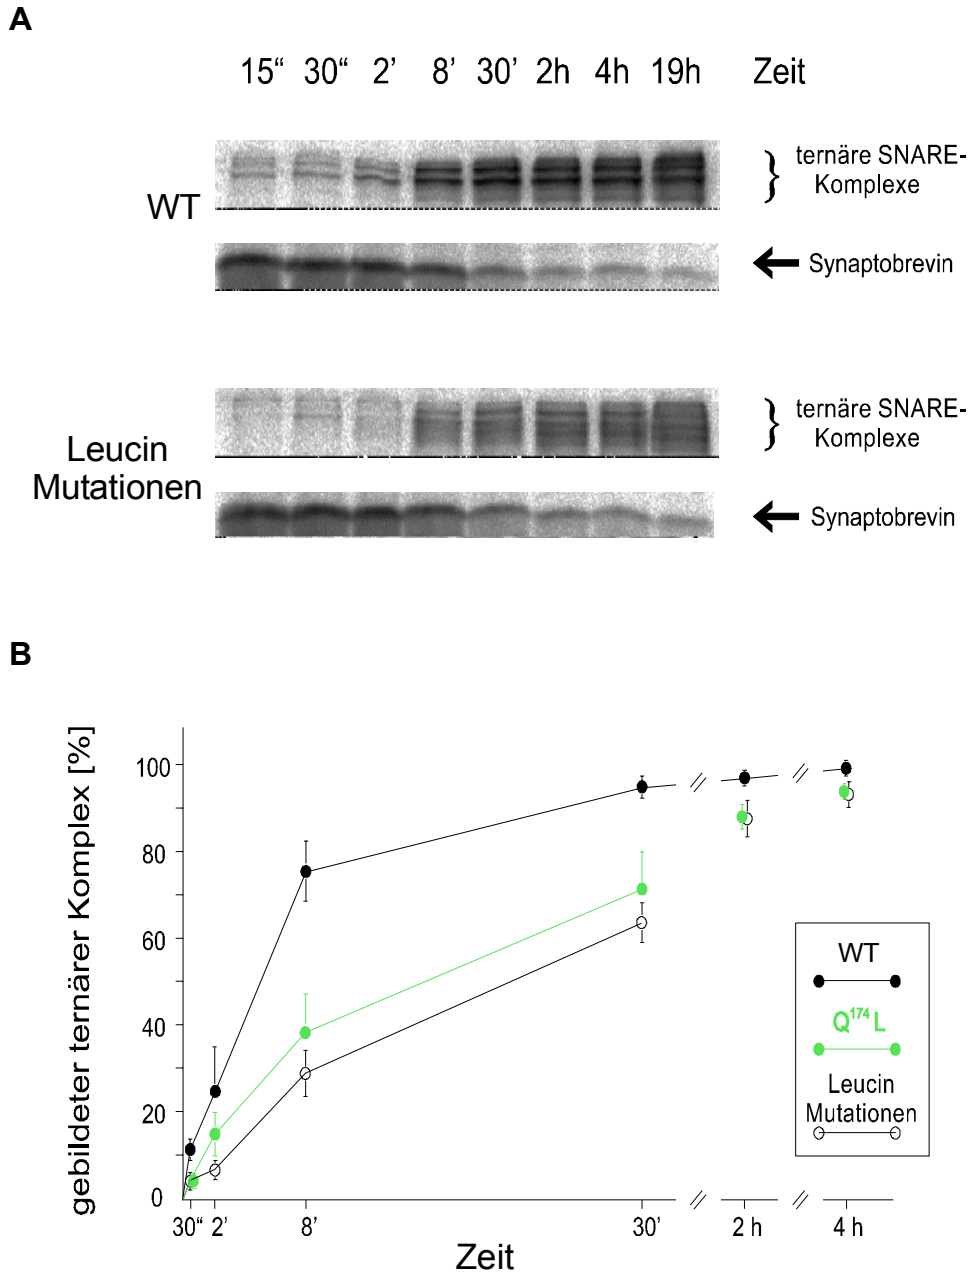 A
15“ 30“ 2’ 8’ 30’ 2h 4h 19h Zeit
WT
ternäre SNARE-
Komplexe
Synaptobrevin
Leucin
Mutationen
ternäre SNARE-
Komplexe
Synaptobrevin
B
gebildeter ternärer Komplex [%]
100
80
60
40
20
0
30“ 2’ 8’ 30’ 2 h 4 h
Zeit
WT
Q174L
Leucin
Mutationen